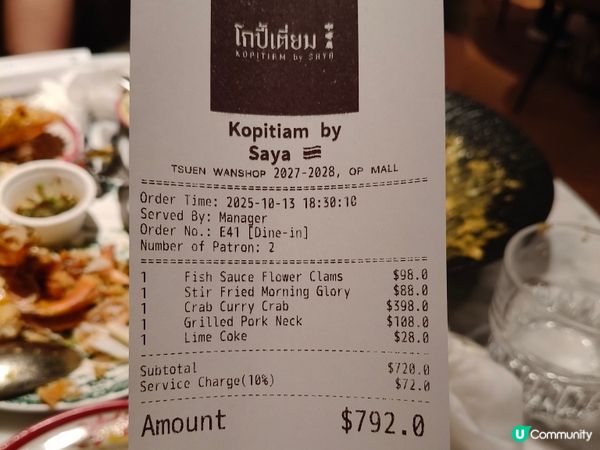 โกปี๊เตี่ยม
KOPITIAM by SAYA
Kopitiam by
Saya
TSUEN WANSHOP 2027-2028, OP MALL
Order Time: 2025-10-13 18:30:10
Served By: Manager
Order No.: E41 [Dine-in]
Number of Patron: 2
1 Fish Sauce Flower Clams $98.0
1 Stir Fried Morning Glory $88.0
1 Crab Curry Crab $398.0
1 Grilled Pork Neck $108.0
1 Lime Coke $28.0
Subtotal $720.0
Service Charge(10%) $72.0
Amount $792.0
U Community